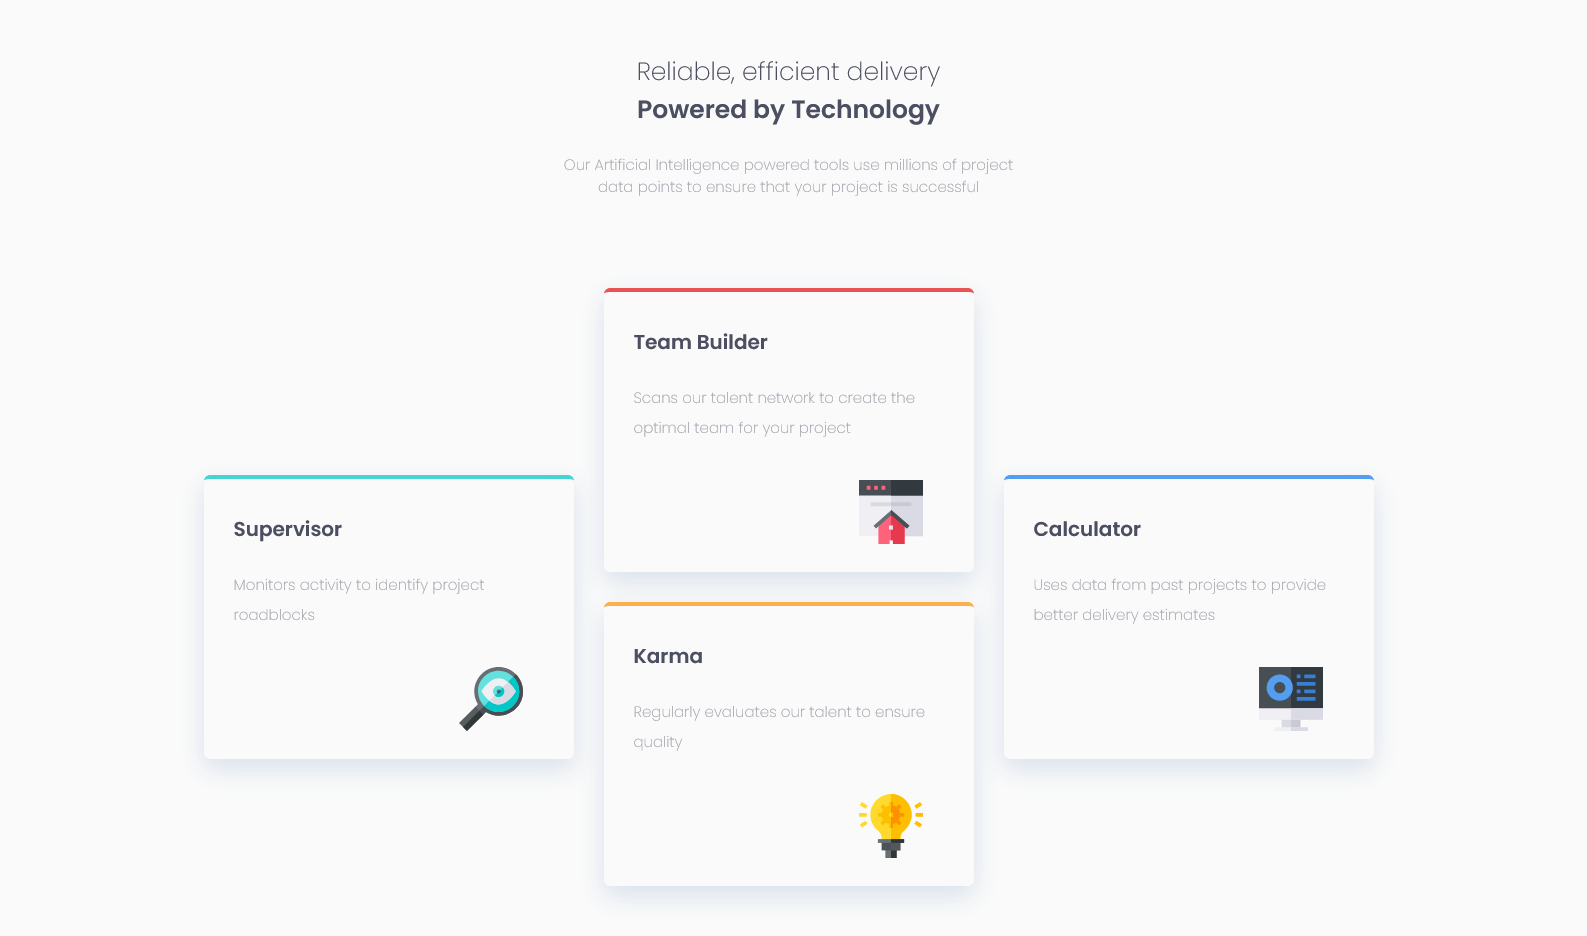 Reliable, efficient delivery
Powered by Technology
Our Artificial Intelligence powered tools use millions of project
data points to ensure that your project is successful
Team Builder
Scans our talent network to create the
optimal team for your project
Supervisor
Monitors activity to identify project
roadblocks
Calculator
Uses data from past projects to provide
better delivery estimates
Karma
Regularly evaluates our talent to ensure
quality